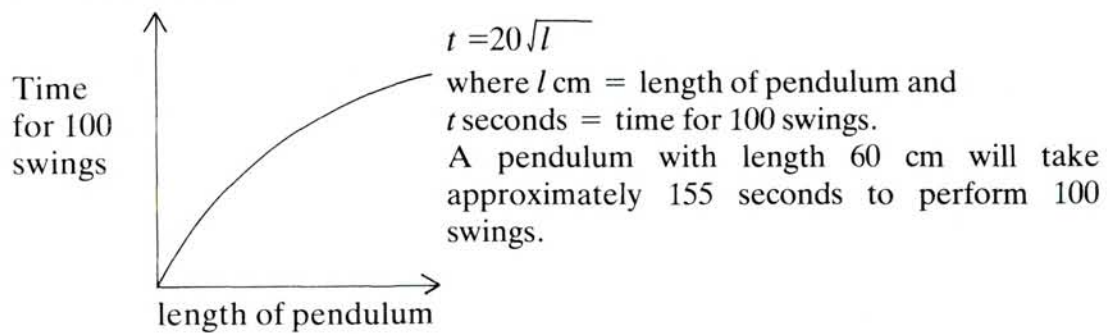 t = 20√l
Time
for 100
swings
where l cm = length of pendulum and
t seconds = time for 100 swings.
A pendulum with length 60 cm will take
approximately 155 seconds to perform 100
swings.
length of pendulum